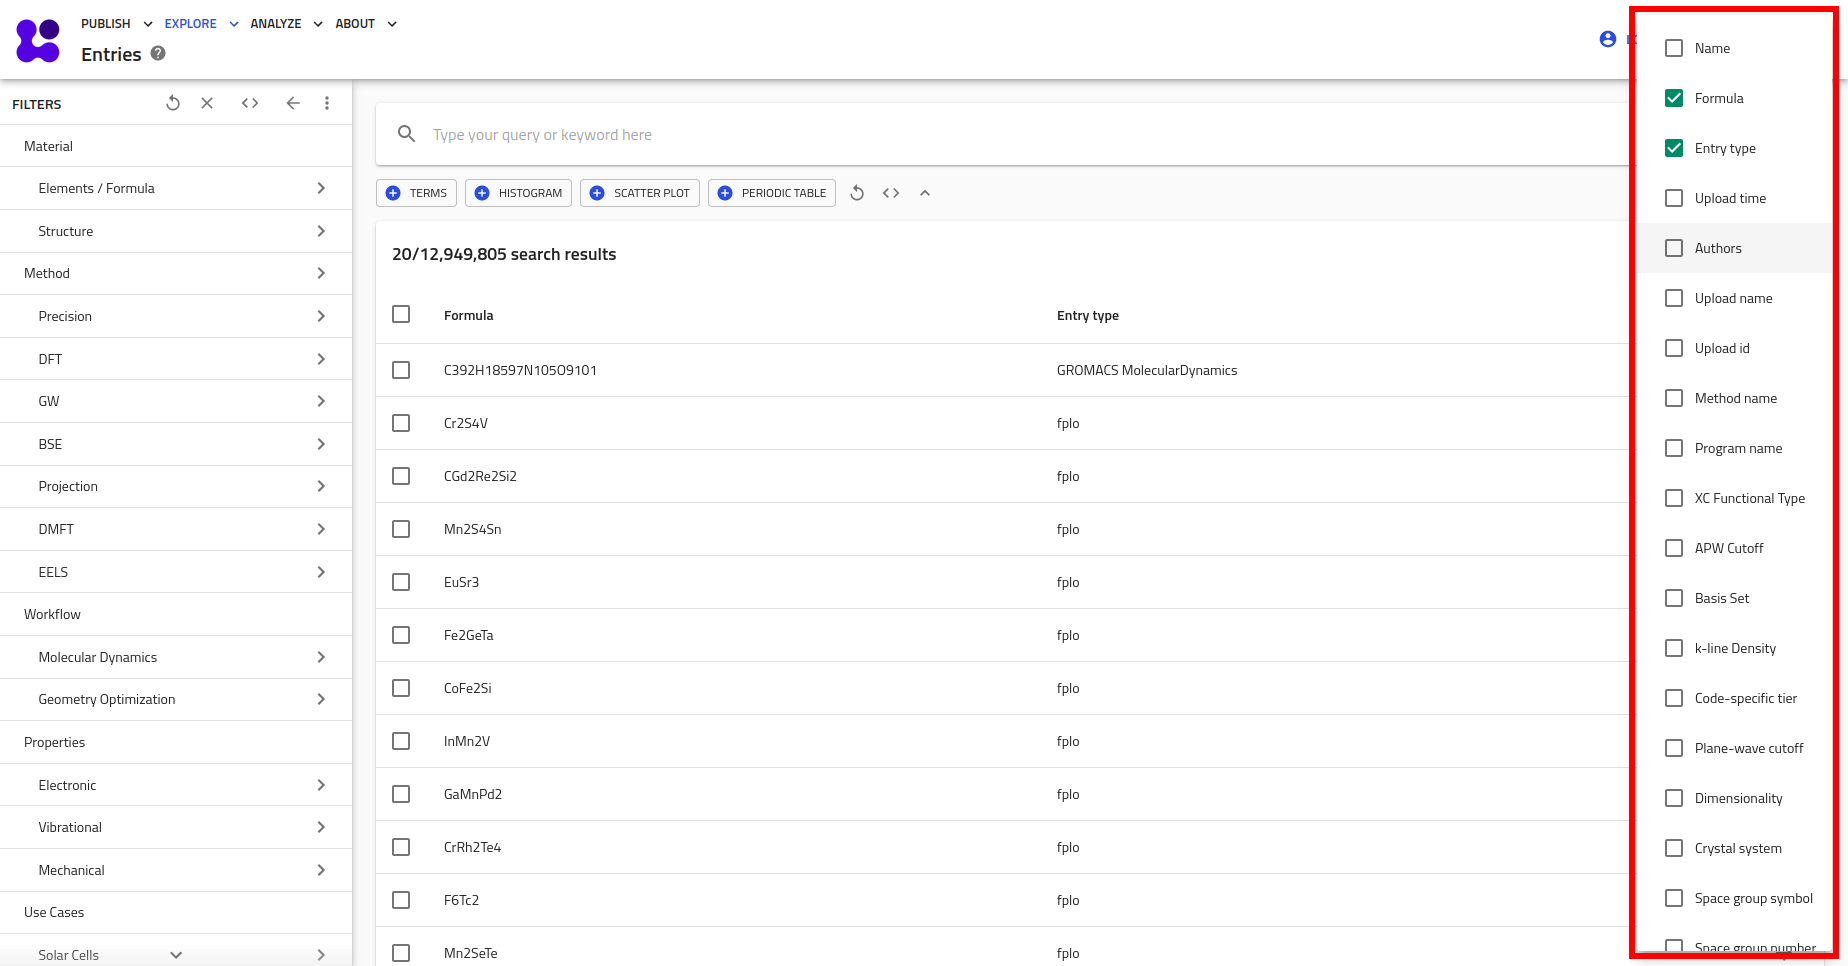 PUBLISH EXPLORE ANALYZE ABOUT
Entries ?
FILTERS
Material
Elements / Formula
Structure
Method
Precision
DFT
GW
BSE
Projection
DMFT
EELS
Workflow
Molecular Dynamics
Geometry Optimization
Properties
Electronic
Vibrational
Mechanical
Use Cases
Solar Cells
Type your query or keyword here
TERMS HISTOGRAM SCATTER PLOT PERIODIC TABLE
20/12,949,805 search results
Formula Entry type
C392H18597N105O9101 GROMACS MolecularDynamics
Cr2S4V fplo
CGd2Re2Si2 fplo
Mn2S4Sn fplo
EuSr3 fplo
Fe2GeTa fplo
CoFe2Si fplo
InMn2V fplo
GaMnPd2 fplo
CrRh2Te4 fplo
F6Tc2 fplo
Mn2SeTe fplo
Name
Formula
Entry type
Upload time
Authors
Upload name
Upload id
Method name
Program name
XC Functional Type
APW Cutoff
Basis Set
k-line Density
Code-specific tier
Plane-wave cutoff
Dimensionality
Crystal system
Space group symbol
Space group number